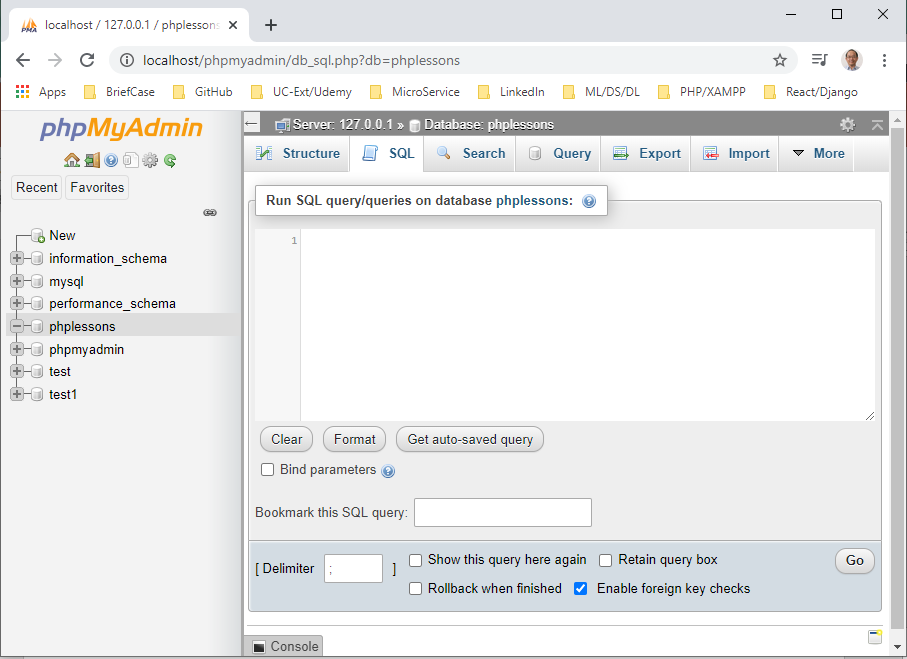 localhost / 127.0.0.1 / phplessons
localhost/phpmyadmin/db_sql.php?db=phplessons
Apps BriefCase GitHub UC-Ext/Udemy MicroService LinkedIn ML/DS/DL PHP/XAMPP React/Django
phpMyAdmin
Recent Favorites
New
information_schema
mysql
performance_schema
phplessons
phpmyadmin
test
test1
Server: 127.0.0.1 » Database: phplessons
Structure SQL Search Query Export Import More
Run SQL query/queries on database phplessons:
1
Clear Format Get auto-saved query
Bind parameters
Bookmark this SQL query:
[ Delimiter ; ] Show this query here again Retain query box Go
Rollback when finished Enable foreign key checks
Console